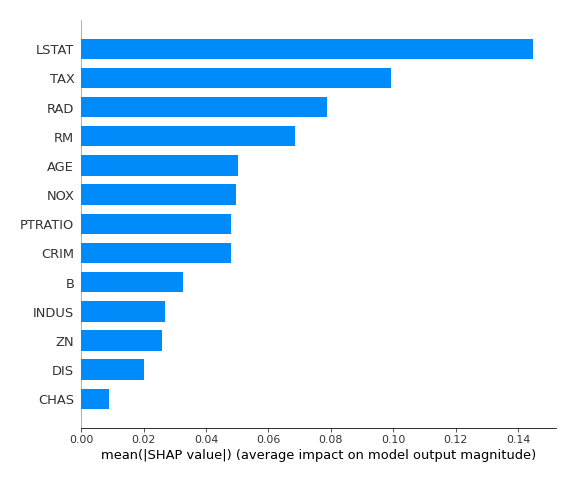 LSTAT
TAX
RAD
RM
AGE
NOX
PTRATIO
CRIM
B
INDUS
ZN
DIS
CHAS
0.00 0.02 0.04 0.06 0.08 0.10 0.12 0.14
mean(|SHAP value|) (average impact on model output magnitude)